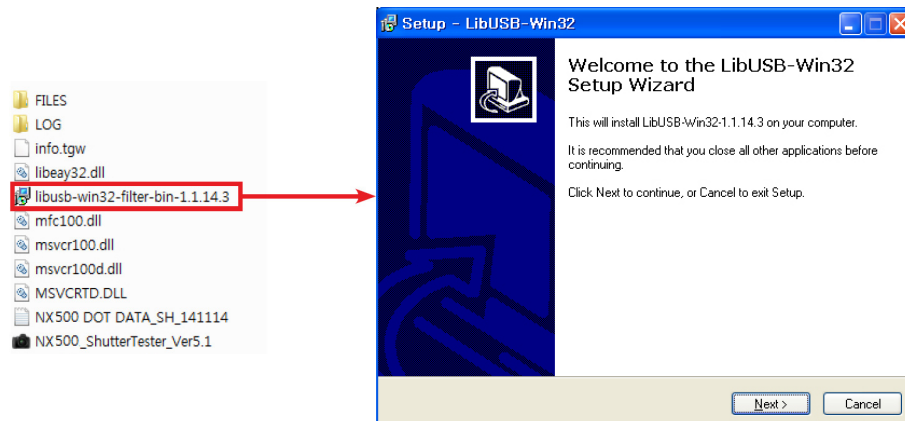 FILES
LOG
info.tgw
libeay32.dll
libusb-win32-filter-bin-1.1.14.3
mfc100.dll
msvcr100.dll
msvcr100d.dll
MSVCRTD.DLL
NX500 DOT DATA_SH_141114
NX500_ShutterTester_Ver5.1
Setup - LibUSB-Win32
Welcome to the LibUSB-Win32
Setup Wizard
This will install LibUSB-Win32-1.1.14.3 on your computer.
It is recommended that you close all other applications before
continuing.
Click Next to continue, or Cancel to exit Setup.
Next >
Cancel